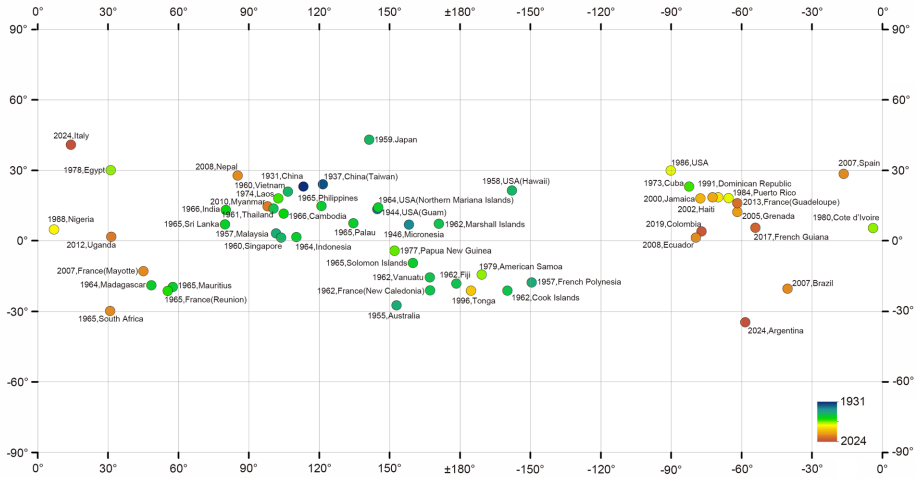 0° 30° 60° 90° 120° 150° ±180° -150° -120° -90° -60° -30° 0°
90° 90°
60° 60°
2024,Italy
1959,Japan
30° 30°
1978,Egypt
2008,Nepal
1931,China
1937,China(Taiwan)
1986,USA
2007,Spain
1960,Vietnam
1974,Laos
1958,USA(Hawaii)
1973,Cuba
1991,Dominican Republic
1984,Puerto Rico
2010,Myanmar
1965,Philippines
1964,USA(Northern Mariana Islands)
2000,Jamaica
2013,France(Guadeloupe)
1966,India
1961,Thailand
1966,Cambodia
1944,USA(Guam)
2002,Haiti
2005,Grenada
1980,Cote d'Ivoire
1988,Nigeria
1965,Sri Lanka
1965,Palau
1962,Marshall Islands
2019,Colombia
2017,French Guiana
1957,Malaysia
1946,Micronesia
0° 0°
2012,Uganda
1960,Singapore
1964,Indonesia
1977,Papua New Guinea
2008,Ecuador
2007,France(Mayotte)
1965,Solomon Islands
1979,American Samoa
1964,Madagascar
1965,Mauritius
1962,Vanuatu
1962,Fiji
1957,French Polynesia
2007,Brazil
1965,France(Reunion)
1962,France(New Caledonia)
1996,Tonga
1962,Cook Islands
-30° -30°
1965,South Africa
1955,Australia
2024,Argentina
-60° -60°
1931
2024
-90° -90°
0° 30° 60° 90° 120° 150° ±180° -150° -120° -90° -60° -30° 0°